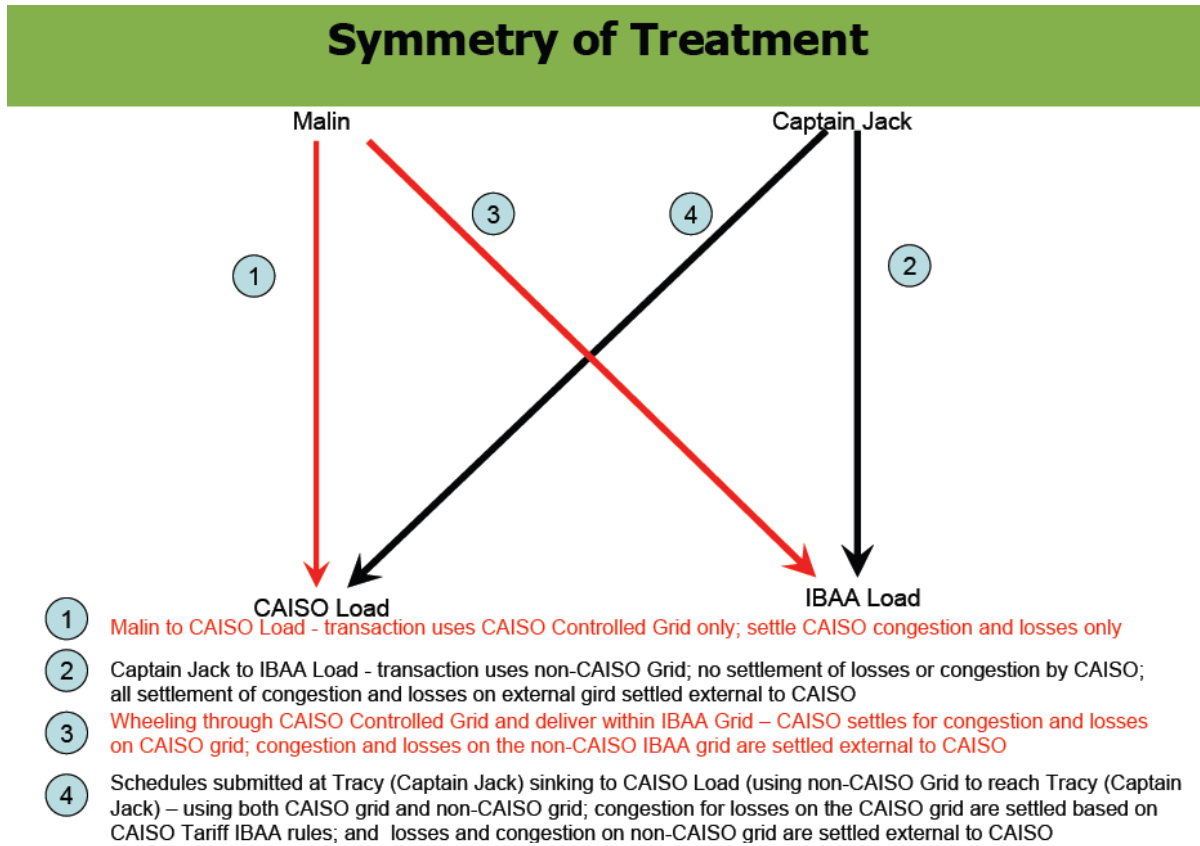 Symmetry of Treatment
Malin
Captain Jack
3
4
1
2
CAISO Load
IBAA Load
1
Malin to CAISO Load - transaction uses CAISO Controlled Grid only; settle CAISO congestion and losses only
2
Captain Jack to IBAA Load - transaction uses non-CAISO Grid; no settlement of losses or congestion by CAISO;
all settlement of congestion and losses on external gird settled external to CAISO
3
Wheeling through CAISO Controlled Grid and deliver within IBAA Grid – CAISO settles for congestion and losses
on CAISO grid; congestion and losses on the non-CAISO IBAA grid are settled external to CAISO
4
Schedules submitted at Tracy (Captain Jack) sinking to CAISO Load (using non-CAISO Grid to reach Tracy (Captain
Jack) – using both CAISO grid and non-CAISO grid; congestion for losses on the CAISO grid are settled based on
CAISO Tariff IBAA rules; and losses and congestion on non-CAISO grid are settled external to CAISO